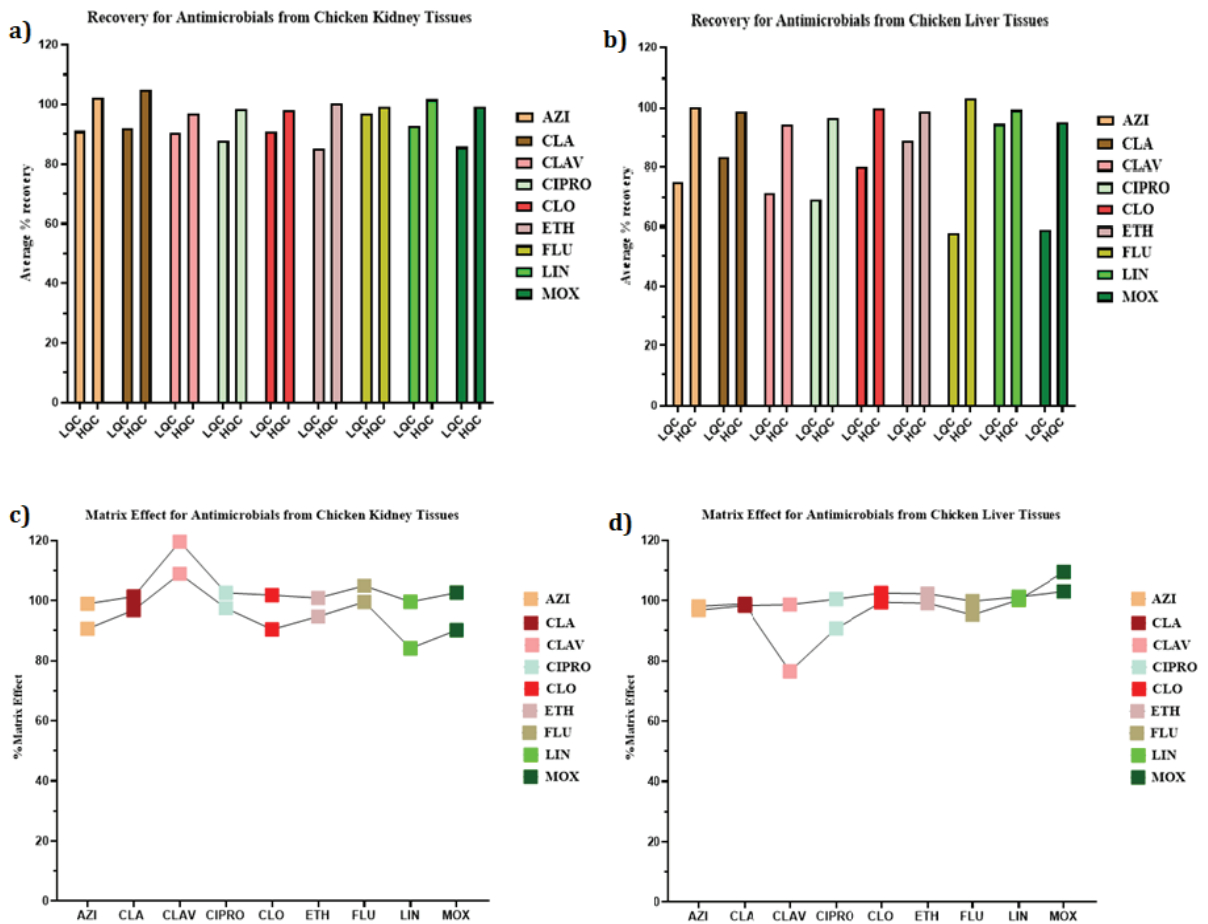 a)
Recovery for Antimicrobials from Chicken Kidney Tissues
Average % recovery
120
100
80
60
40
20
0
LQC HQC LQC HQC LQC HQC LQC HQC LQC HQC LQC HQC LQC HQC LQC HQC LQC HQC
AZI
CLA
CLAV
CIPRO
CLO
ETH
FLU
LIN
MOX
b)
Recovery for Antimicrobials from Chicken Liver Tissues
Average % recovery
120
100
80
60
40
20
0
LQC HQC LQC HQC LQC HQC LQC HQC LQC HQC LQC HQC LQC HQC LQC HQC LQC HQC
AZI
CLA
CLAV
CIPRO
CLO
ETH
FLU
LIN
MOX
c)
Matrix Effect for Antimicrobials from Chicken Kidney Tissues
%Matrix Effect
120
100
80
60
40
20
0
AZI CLA CLAV CIPRO CLO ETH FLU LIN MOX
AZI
CLA
CLAV
CIPRO
CLO
ETH
FLU
LIN
MOX
d)
Matrix Effect for Antimicrobials from Chicken Liver Tissues
%Matrix Effect
120
100
80
60
40
20
0
AZI CLA CLAV CIPRO CLO ETH FLU LIN MOX
AZI
CLA
CLAV
CIPRO
CLO
ETH
FLU
LIN
MOX